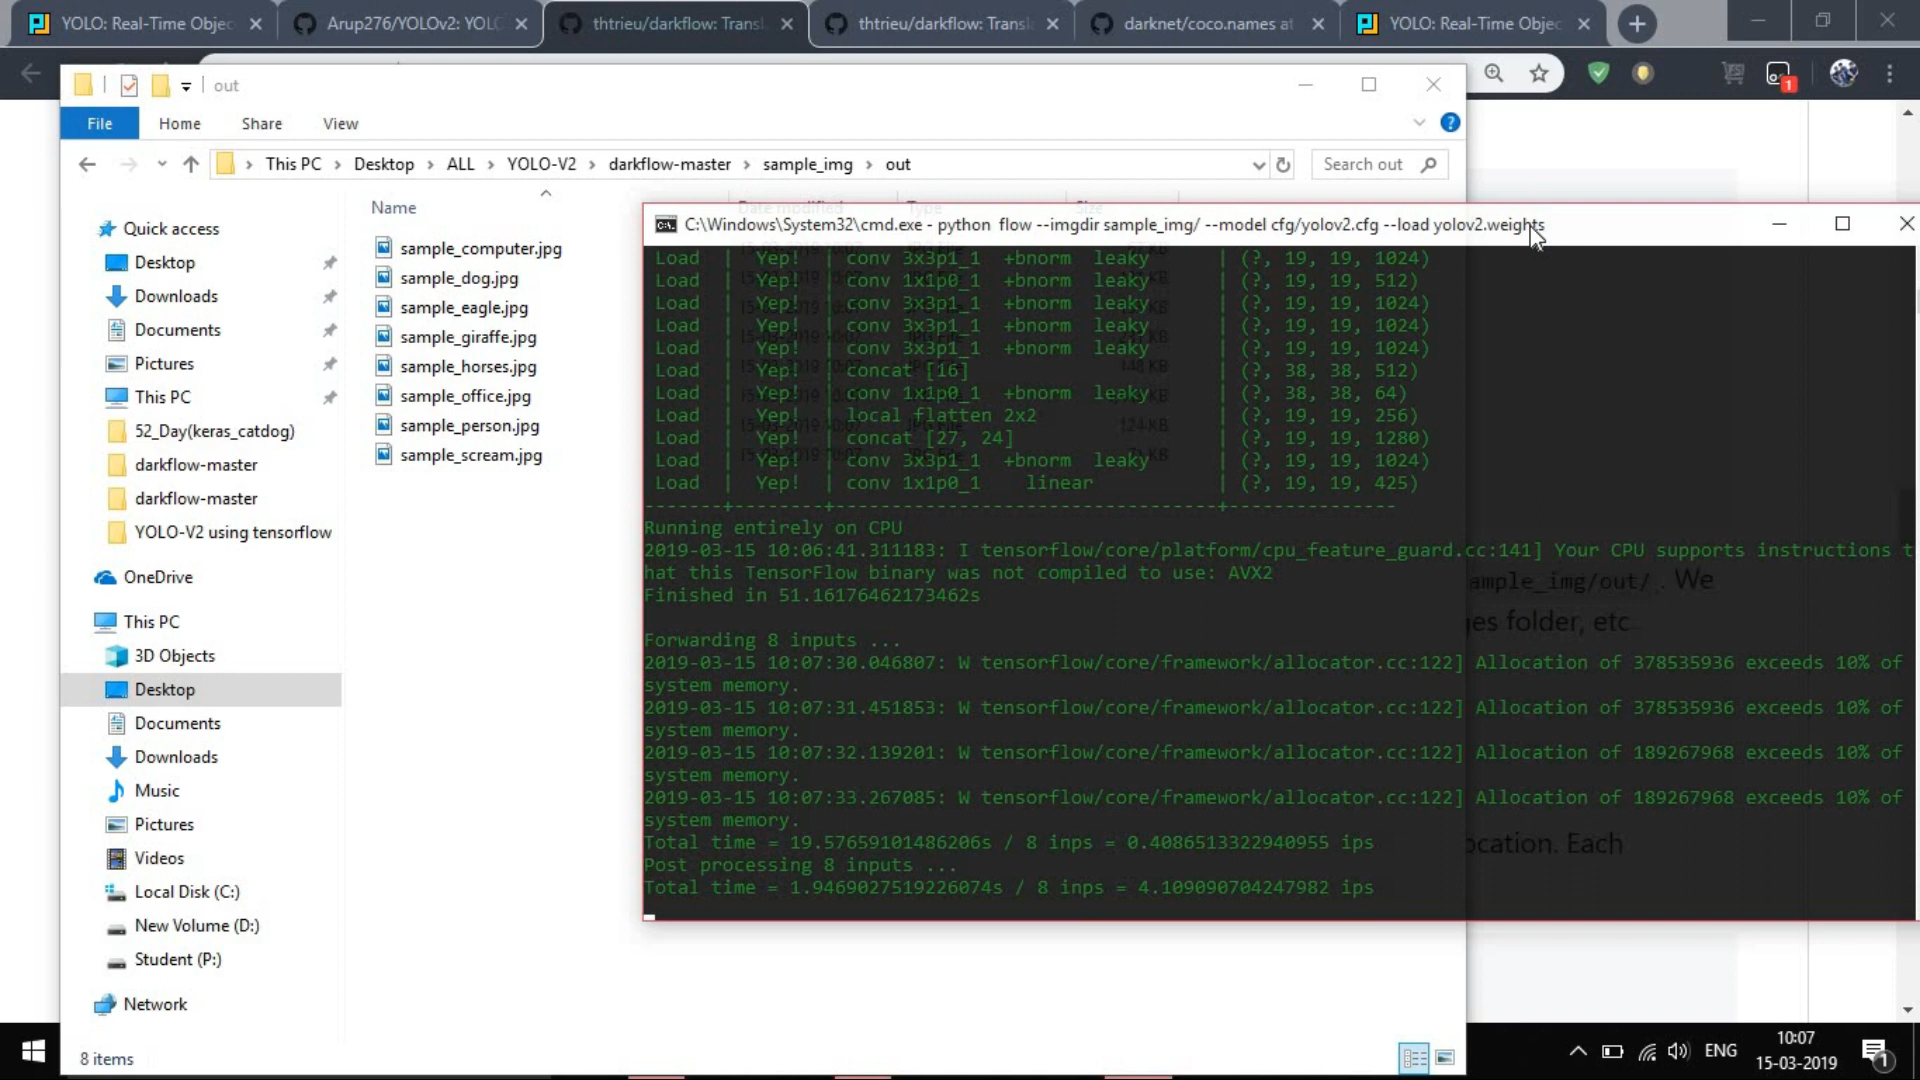 YOLO: Real-Time Objec
Arup276/YOLOv2: YOLO
thtrieu/darkflow: Transl
thtrieu/darkflow: Transl
darknet/coco.names at
YOLO: Real-Time Objec
out
File Home Share View
This PC > Desktop > ALL > YOLO-V2 > darkflow-master > sample_img > out
Search out
Name Date modified Type Size
Quick access
Desktop
Downloads
Documents
Pictures
This PC
52_Day(keras_catdog)
darkflow-master
darkflow-master
YOLO-V2 using tensorflow
OneDrive
This PC
3D Objects
Desktop
Documents
Downloads
Music
Pictures
Videos
Local Disk (C:)
New Volume (D:)
Student (P:)
Network
8 items
sample_computer.jpg
sample_dog.jpg
sample_eagle.jpg
sample_giraffe.jpg
sample_horses.jpg
sample_office.jpg
sample_person.jpg
sample_scream.jpg
C:\Windows\System32\cmd.exe - python flow --imgdir sample_img/ --model cfg/yolov2.cfg --load yolov2.weights
Load | Yep! | conv 3x3p1_1 +bnorm leaky | (?, 19, 19, 1024)
Load | Yep! | conv 1x1p0_1 +bnorm leaky | (?, 19, 19, 512)
Load | Yep! | conv 3x3p1_1 +bnorm leaky | (?, 19, 19, 1024)
Load | Yep! | conv 3x3p1_1 +bnorm leaky | (?, 19, 19, 1024)
Load | Yep! | conv 3x3p1_1 +bnorm leaky | (?, 19, 19, 1024)
Load | Yep! | concat [16] | (?, 38, 38, 512)
Load | Yep! | conv 1x1p0_1 +bnorm leaky | (?, 38, 38, 64)
Load | Yep! | local flatten 2x2 | (?, 19, 19, 256)
Load | Yep! | concat [27, 24] | (?, 19, 19, 1280)
Load | Yep! | conv 3x3p1_1 +bnorm leaky | (?, 19, 19, 1024)
Load | Yep! | conv 1x1p0_1 linear | (?, 19, 19, 425)
-------+--------+----------------------------------+---------------
Running entirely on CPU
2019-03-15 10:06:41.311183: I tensorflow/core/platform/cpu_feature_guard.cc:141] Your CPU supports instructions t
hat this TensorFlow binary was not compiled to use: AVX2
Finished in 51.16176462173462s
Forwarding 8 inputs ...
2019-03-15 10:07:30.046807: W tensorflow/core/framework/allocator.cc:122] Allocation of 378535936 exceeds 10% of
system memory.
2019-03-15 10:07:31.451853: W tensorflow/core/framework/allocator.cc:122] Allocation of 378535936 exceeds 10% of
system memory.
2019-03-15 10:07:32.139201: W tensorflow/core/framework/allocator.cc:122] Allocation of 189267968 exceeds 10% of
system memory.
2019-03-15 10:07:33.267085: W tensorflow/core/framework/allocator.cc:122] Allocation of 189267968 exceeds 10% of
system memory.
Total time = 19.576591014862​06s / 8 inps = 0.4086513322940955 ips
Post processing 8 inputs ...
Total time = 1.9469027519226074s / 8 inps = 4.109090704247982 ips
ample_img/out/ . We
es folder, etc
ocation. Each
1
ENG
10:07
15-03-2019
1